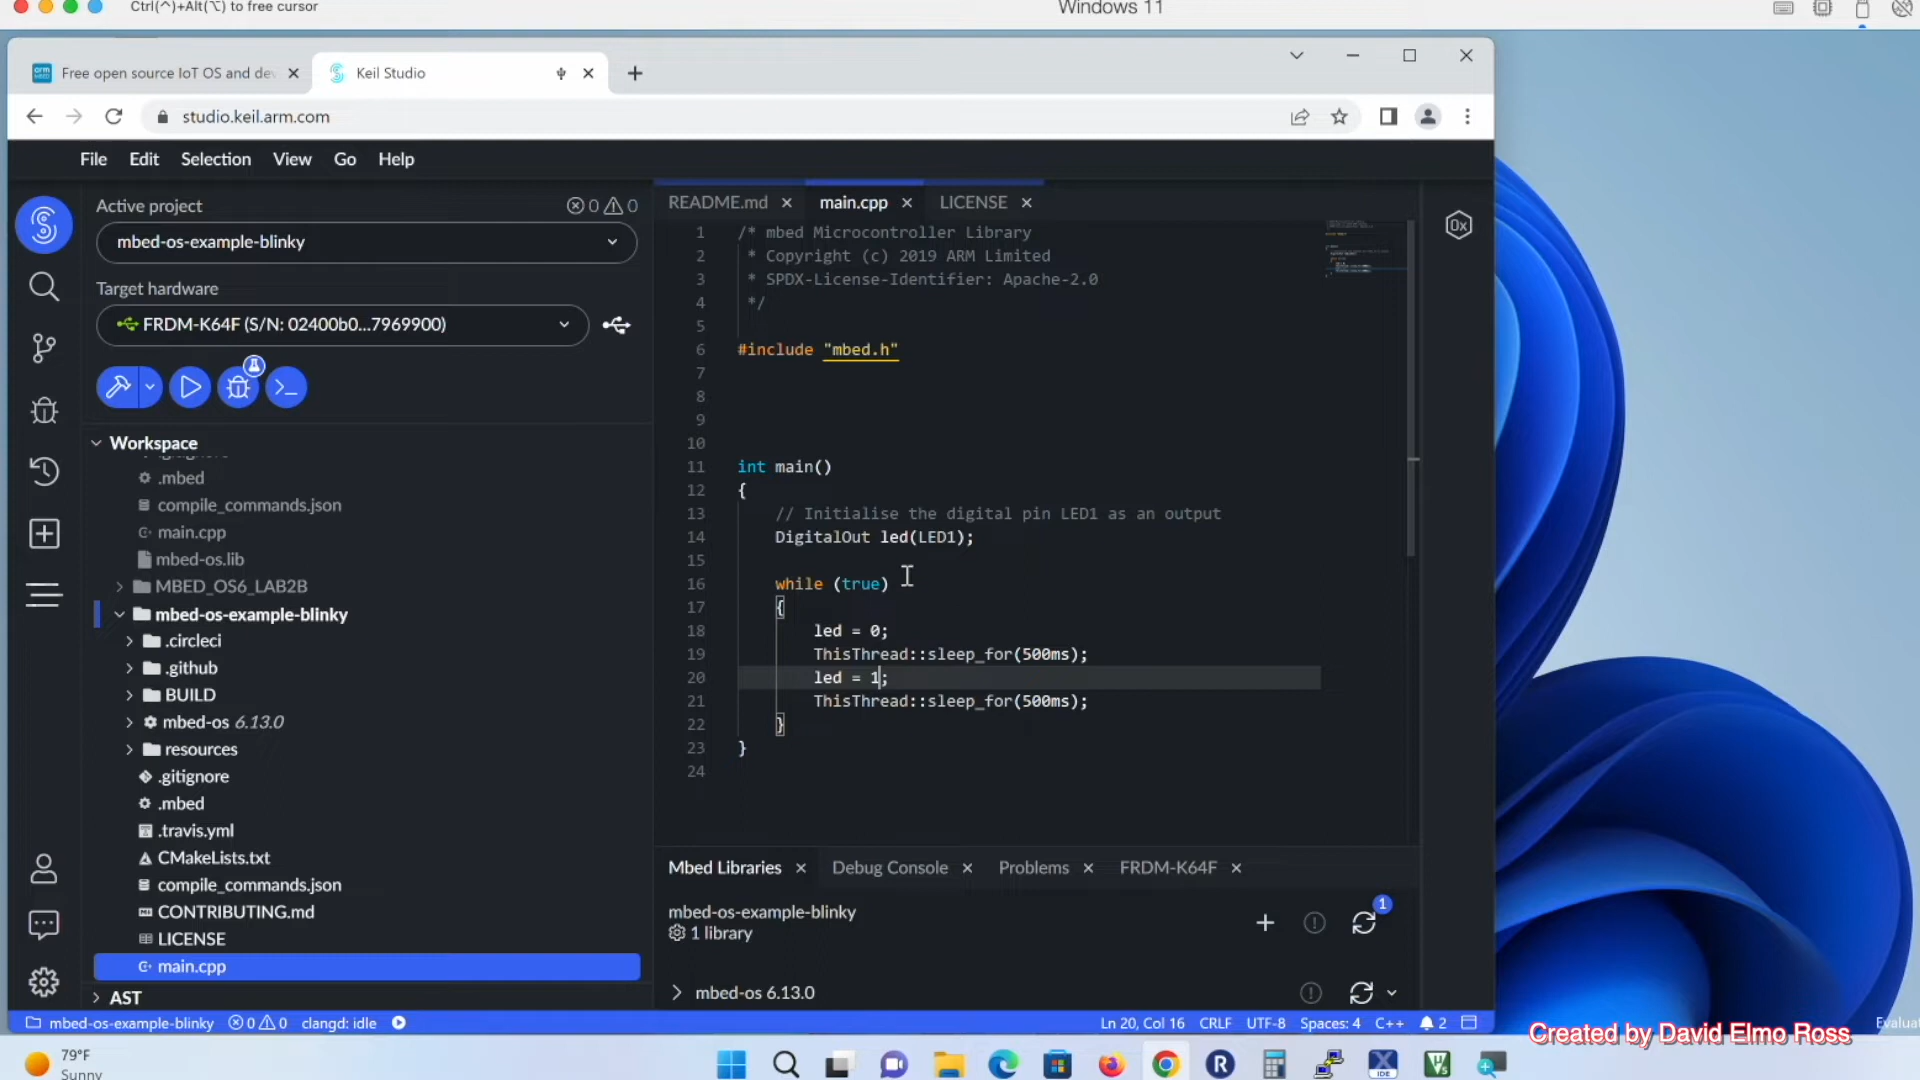 Ctrl(^)+Alt(⌥) to free cursor
Windows 11
Free open source IoT OS and dev
Keil Studio
studio.keil.arm.com
File Edit Selection View Go Help
Active project
0 0
mbed-os-example-blinky
Target hardware
FRDM-K64F (S/N: 02400b0...7969900)
Workspace
.mbed
compile_commands.json
main.cpp
mbed-os.lib
MBED_OS6_LAB2B
mbed-os-example-blinky
.circleci
.github
BUILD
mbed-os 6.13.0
resources
.gitignore
.mbed
.travis.yml
CMakeLists.txt
compile_commands.json
CONTRIBUTING.md
LICENSE
main.cpp
AST
README.md main.cpp LICENSE
1 /* mbed Microcontroller Library
2 * Copyright (c) 2019 ARM Limited
3 * SPDX-License-Identifier: Apache-2.0
4 */
5
6 #include "mbed.h"
7
8
9
10
11 int main()
12 {
13 // Initialise the digital pin LED1 as an output
14 DigitalOut led(LED1);
15
16 while (true)
17 {
18 led = 0;
19 ThisThread::sleep_for(500ms);
20 led = 1;
21 ThisThread::sleep_for(500ms);
22 }
23 }
24
0x
Mbed Libraries Debug Console Problems FRDM-K64F
mbed-os-example-blinky
1 library
1
mbed-os 6.13.0
mbed-os-example-blinky 0 0 clangd: idle
Ln 20, Col 16 CRLF UTF-8 Spaces: 4 C++ 2
Created by David Elmo Ross
79°F
Sunny
R
IDE